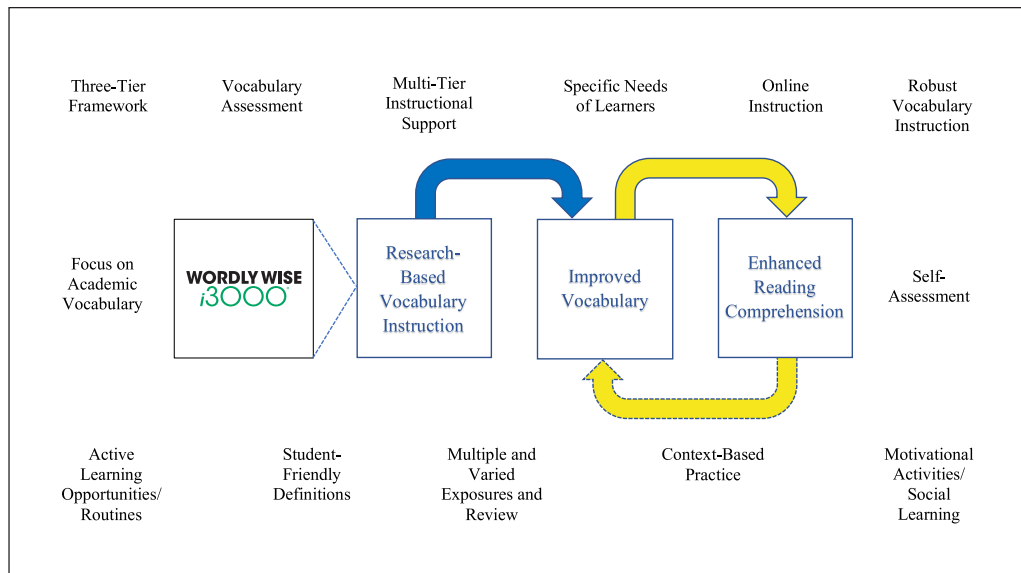 Three-Tier
Framework
Vocabulary
Assessment
Multi-Tier
Instructional
Support
Specific Needs
of Learners
Online
Instruction
Robust
Vocabulary
Instruction
Focus on
Academic
Vocabulary
WORDLY WISE
i3000®
Research-
Based
Vocabulary
Instruction
Improved
Vocabulary
Enhanced
Reading
Comprehension
Self-
Assessment
Active
Learning
Opportunities/
Routines
Student-
Friendly
Definitions
Multiple and
Varied
Exposures and
Review
Context-Based
Practice
Motivational
Activities/
Social
Learning